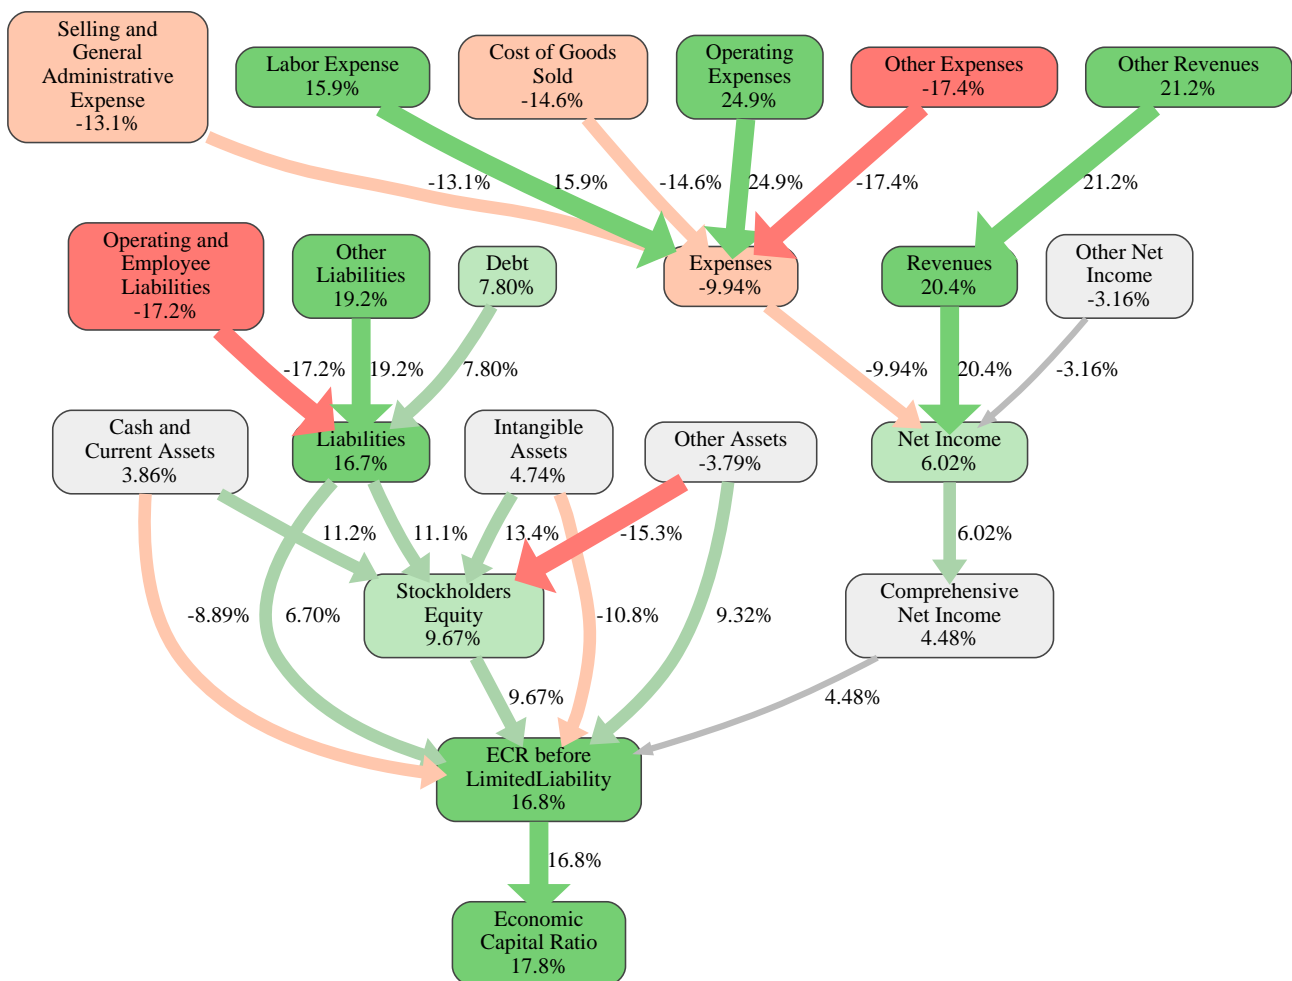 Selling and
General
Administrative
Expense
-13.1%
Labor Expense
15.9%
Cost of Goods
Sold
-14.6%
Operating
Expenses
24.9%
Other Expenses
-17.4%
Other Revenues
21.2%
-13.1%
15.9%
-14.6%
24.9%
-17.4%
21.2%
Operating and
Employee
Liabilities
-17.2%
Other
Liabilities
19.2%
Debt
7.80%
Expenses
-9.94%
Revenues
20.4%
Other Net
Income
-3.16%
-17.2%
19.2%
7.80%
-9.94%
20.4%
-3.16%
Cash and
Current Assets
3.86%
Liabilities
16.7%
Intangible
Assets
4.74%
Other Assets
-3.79%
Net Income
6.02%
11.2%
11.1%
13.4%
-15.3%
6.02%
Stockholders
Equity
9.67%
Comprehensive
Net Income
4.48%
-8.89%
6.70%
-10.8%
9.32%
9.67%
4.48%
ECR before
LimitedLiability
16.8%
16.8%
Economic
Capital Ratio
17.8%